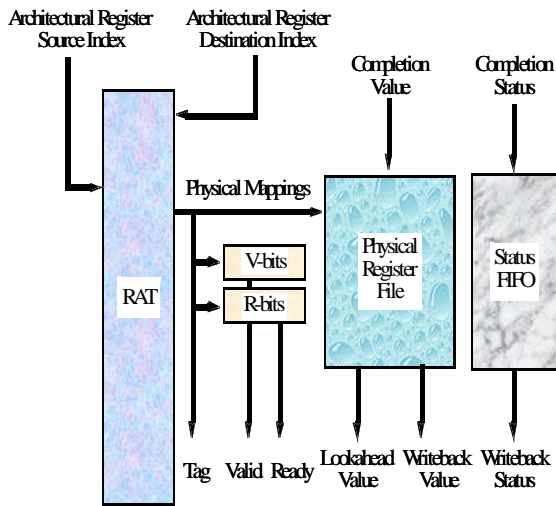 Architectural Register
Source Index
Architectural Register
Destination Index
Completion
Value
Completion
Status
Physical Mappings
V-bits
R-bits
RAT
Physical
Register
File
Status
FIFO
Tag
Valid
Ready
Lookahead
Value
Writeback
Value
Writeback
Status